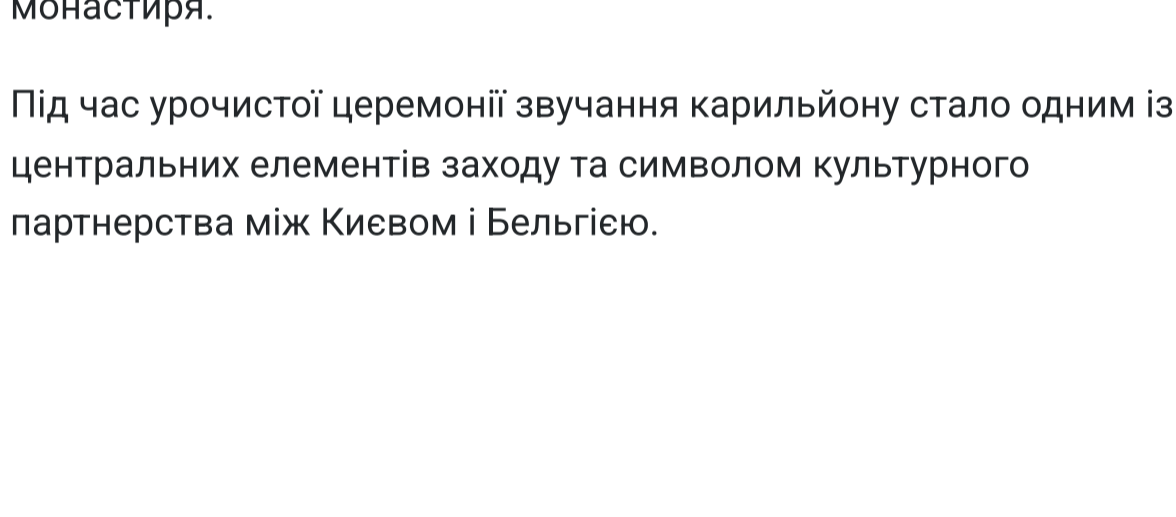 монастиря.
Під час урочистої церемонії звучання карильйону стало одним із
центральних елементів заходу та символом культурного
партнерства між Києвом і Бельгією.